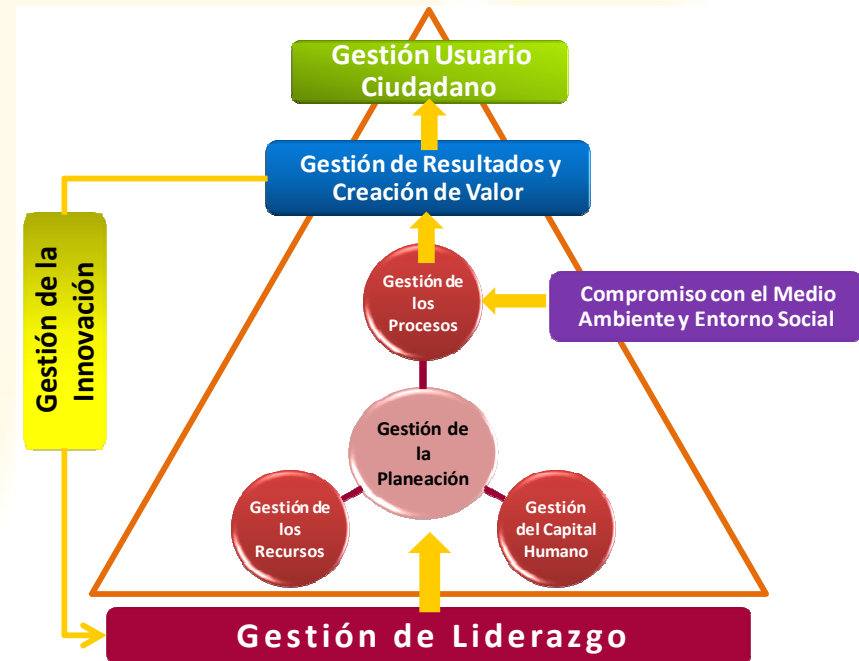 Gestión Usuario
Ciudadano
Gestión de Resultados y
Creación de Valor
Gestión de la
Innovación
Gestión de
los
Procesos
Compromiso con el Medio
Ambiente y Entorno Social
Gestión de
la
Planeación
Gestión de
los
Recursos
Gestión
del Capital
Humano
Gestión de Liderazgo